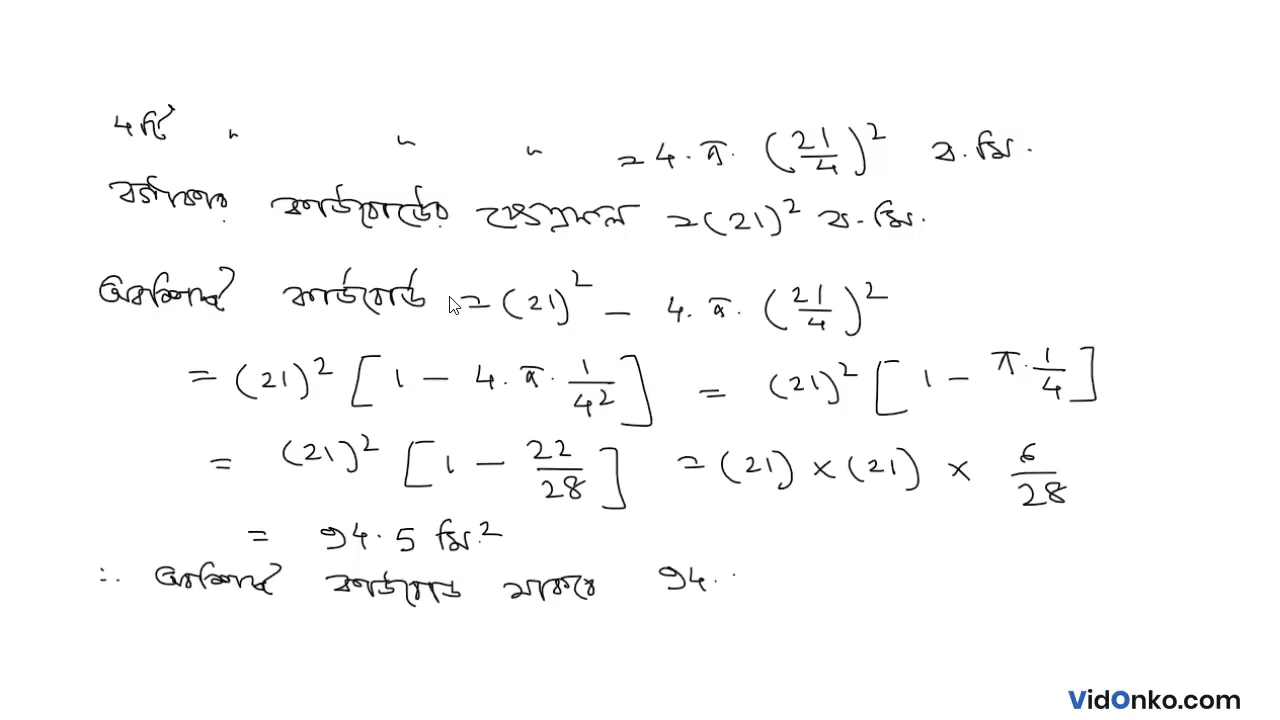 4টি " " " = 4·π·(21/4)² ব.মি.
বর্গাকার কার্ডবোর্ডের ক্ষেত্রফল = (21)² ব.মি.
অবশিষ্ট কার্ডবোর্ড = (21)² − 4.π.(21/4)²
= (21)² [1 − 4.π.1/4²] = (21)² [1 − π.1/4]
= (21)² [1 − 22/28] = (21) × (21) × 6/28
= 94.5 মি.²
∴ অবশিষ্ট কার্ডবোর্ড থাকবে 94.
VidOnko.com